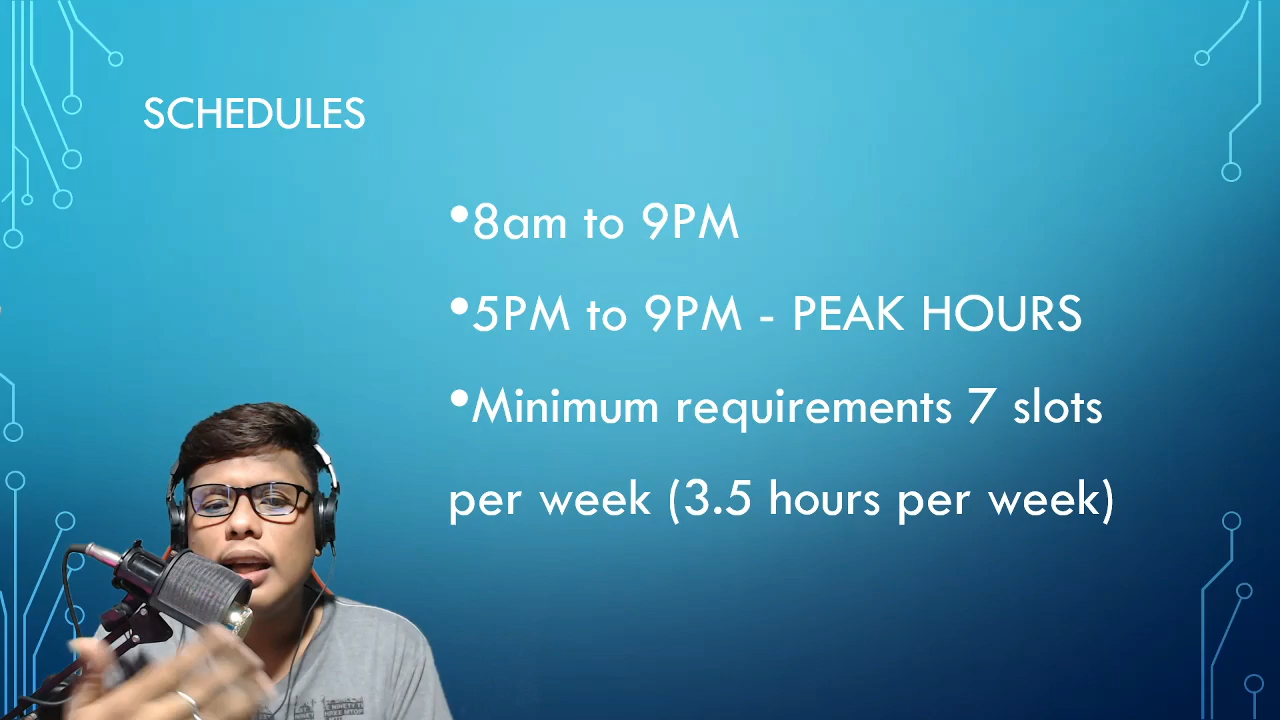 SCHEDULES
•8am to 9PM
•5PM to 9PM - PEAK HOURS
•Minimum requirements 7 slots
per week (3.5 hours per week)